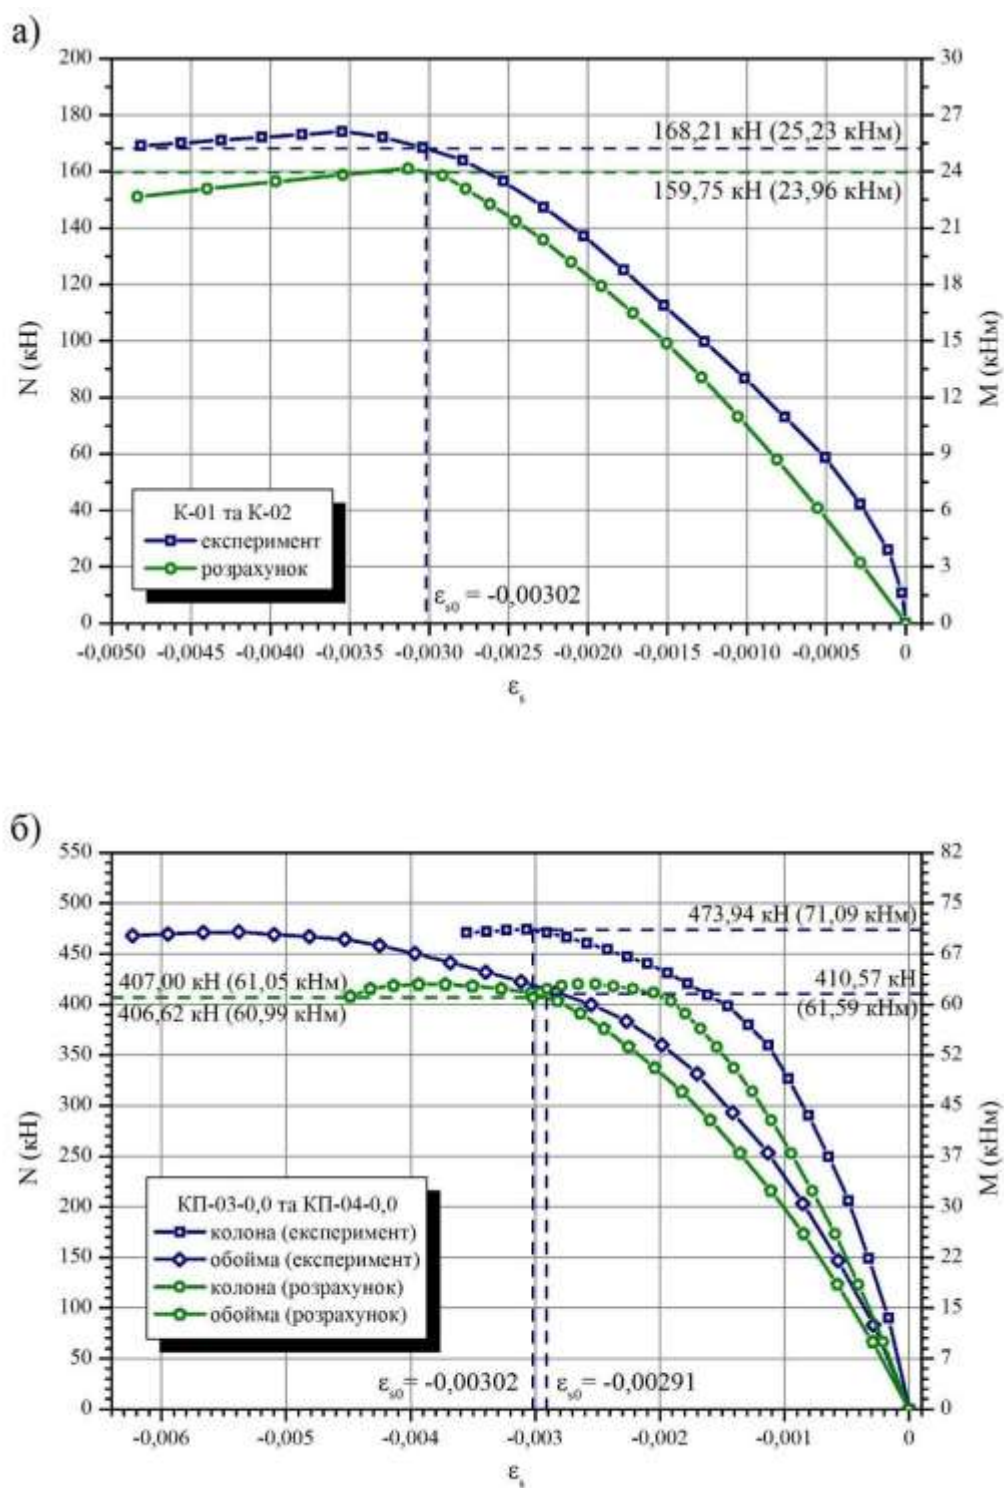 а)
200
180
160
140
120
100
80
60
40
20
0
N (кН)
30
27
24
21
18
15
12
9
6
3
0
М (кНм)
168,21 кН (25,23 кНм)
159,75 кН (23,96 кНм)
К-01 та К-02
експеримент
розрахунок
εs0 = -0,00302
-0,0050 -0,0045 -0,0040 -0,0035 -0,0030 -0,0025 -0,0020 -0,0015 -0,0010 -0,0005 0
εs
б)
550
500
450
400
350
300
250
200
150
100
50
0
N (кН)
82
75
67
60
52
45
37
30
22
15
7
0
М (кНм)
473,94 кН (71,09 кНм)
407,00 кН (61,05 кНм)
410,57 кН
406,62 кН (60,99 кНм)
(61,59 кНм)
КП-03-0,0 та КП-04-0,0
колона (експеримент)
обойма (експеримент)
колона (розрахунок)
обойма (розрахунок)
εs0 = -0,00302 εs0 = -0,00291
-0,006 -0,005 -0,004 -0,003 -0,002 -0,001 0
εs